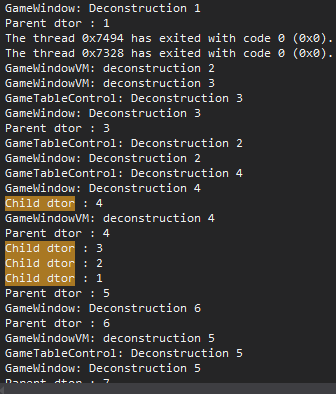 GameWindow: Deconstruction 1
Parent dtor : 1
The thread 0x7494 has exited with code 0 (0x0).
The thread 0x7328 has exited with code 0 (0x0).
GameWindowVM: deconstruction 2
GameWindowVM: deconstruction 3
GameTableControl: Deconstruction 3
GameWindow: Deconstruction 3
Parent dtor : 3
GameTableControl: Deconstruction 2
GameWindow: Deconstruction 2
GameTableControl: Deconstruction 4
GameWindow: Deconstruction 4
Child dtor : 4
GameWindowVM: deconstruction 4
Parent dtor : 4
Child dtor : 3
Child dtor : 2
Child dtor : 1
Parent dtor : 5
GameWindow: Deconstruction 6
Parent dtor : 6
GameWindowVM: deconstruction 5
GameTableControl: Deconstruction 5
GameWindow: Deconstruction 5
Parent dtor : 7